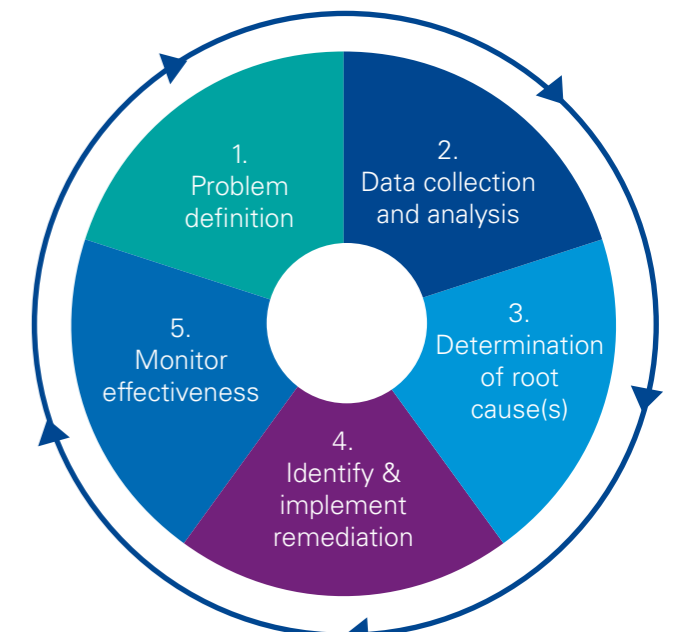 1.
Problem
definition
2.
Data collection
and analysis
3.
Determination
of root
cause(s)
4.
Identify &
implement
remediation
5.
Monitor
effectiveness